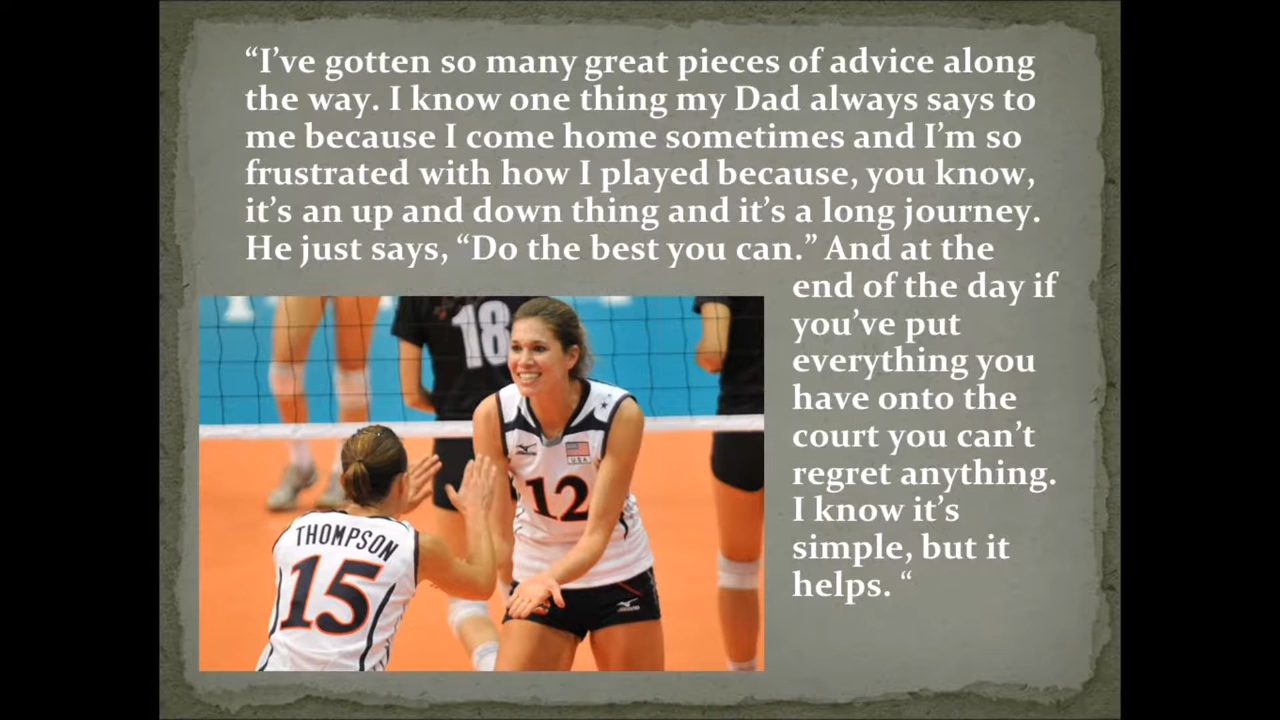 “I’ve gotten so many great pieces of advice along
the way. I know one thing my Dad always says to
me because I come home sometimes and I’m so
frustrated with how I played because, you know,
it’s an up and down thing and it’s a long journey.
He just says, “Do the best you can.” And at the
end of the day if
you’ve put
everything you
have onto the
court you can’t
regret anything.
I know it’s
simple, but it
helps. “
18
12
USA
THOMPSON
15